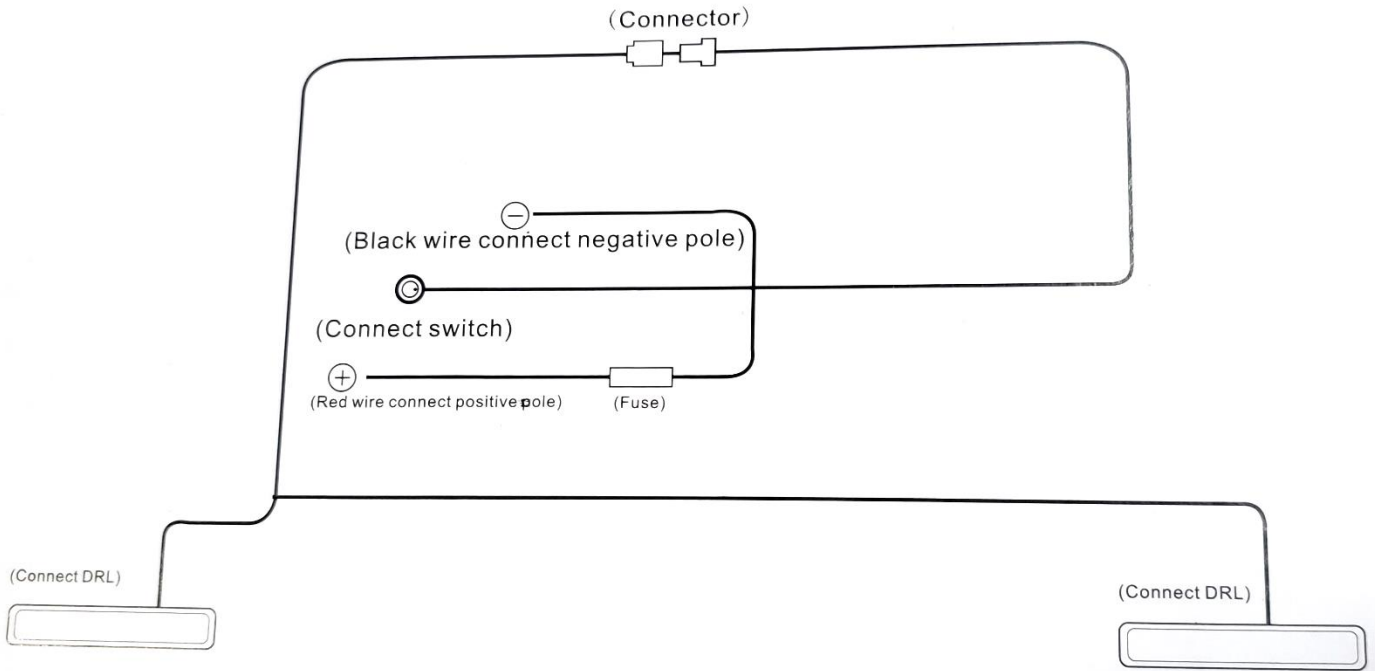 (Connector)
(Black wire connect negative pole)
(Connect switch)
(Red wire connect positive pole)
(Fuse)
(Connect DRL)
(Connect DRL)